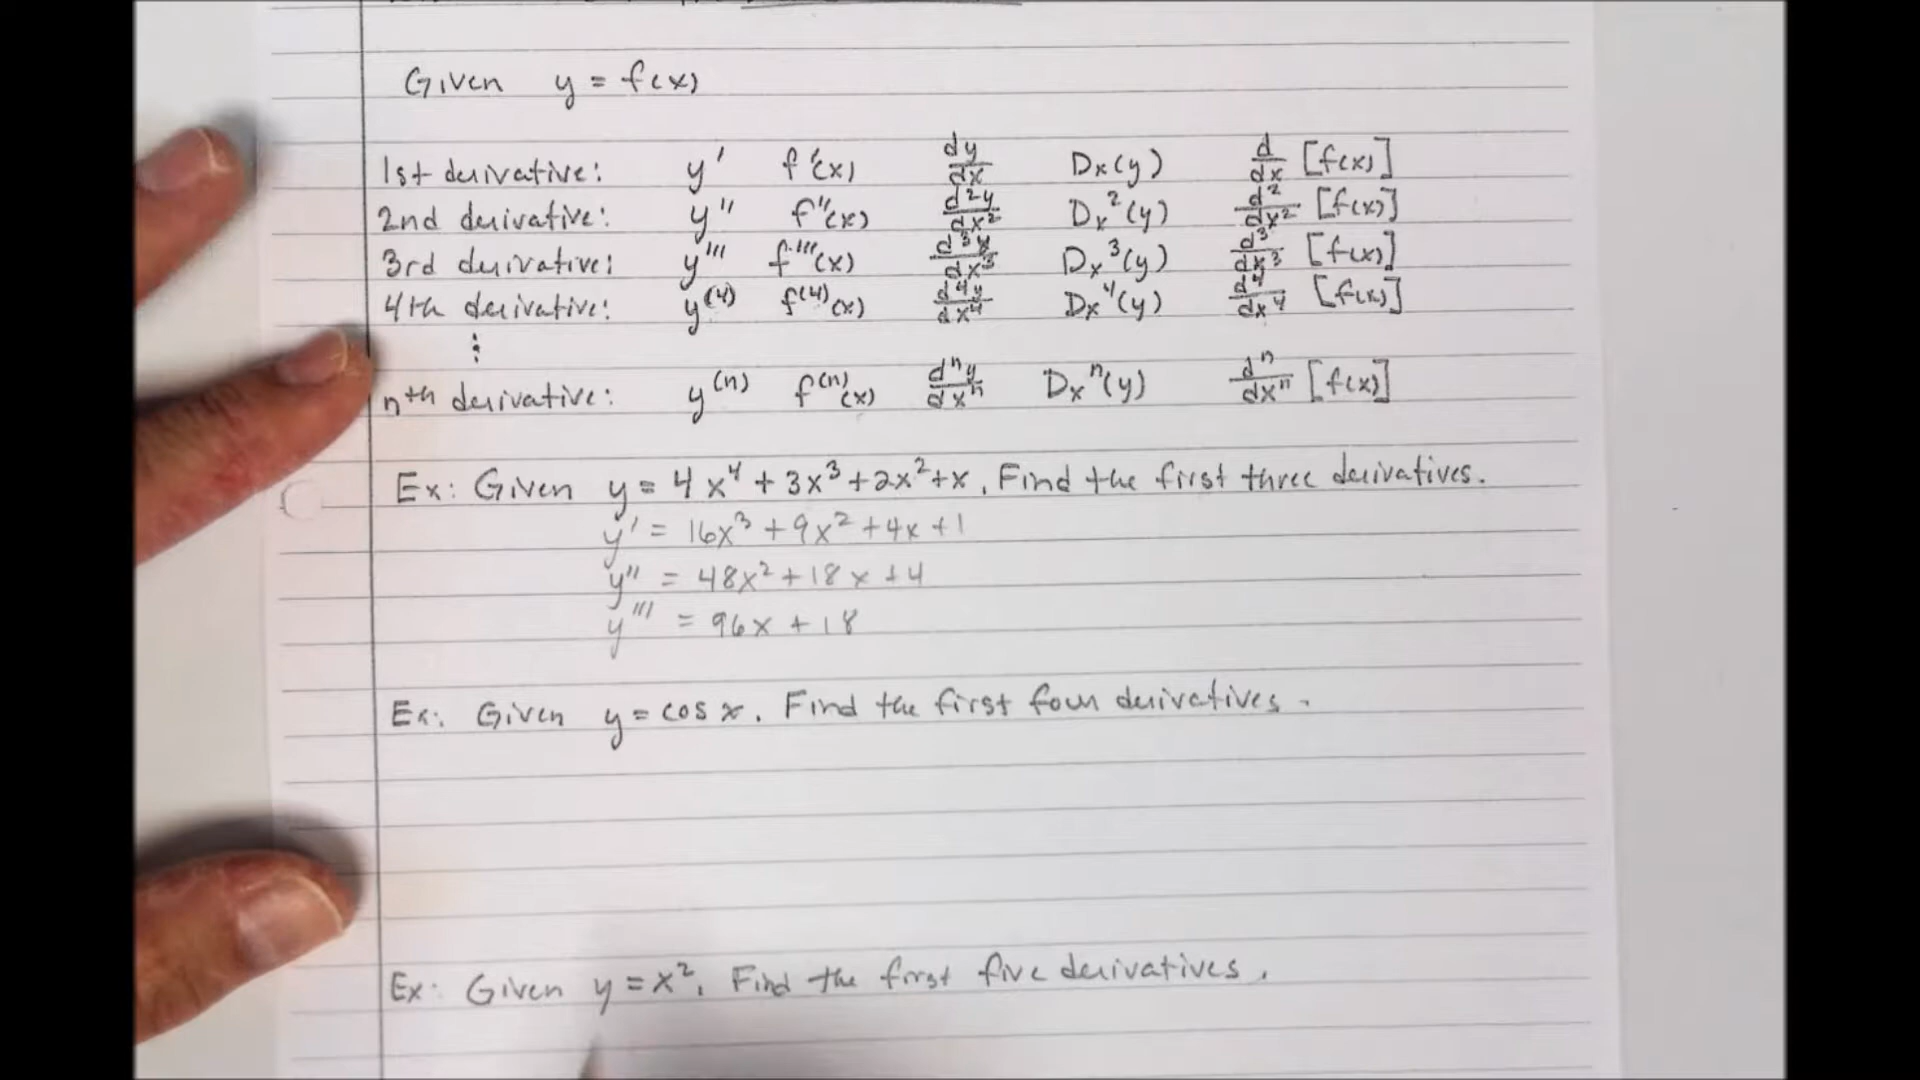 Given y = f(x)
1st derivative: y' f'(x) dy/dx Dx(y) d/dx [f(x)]
2nd derivative: y'' f''(x) d²y/dx² Dx²(y) d²/dx² [f(x)]
3rd derivative: y''' f'''(x) d³y/dx³ Dx³(y) d³/dx³ [f(x)]
4th derivative: y⁽⁴⁾ f⁽⁴⁾(x) d⁴y/dx⁴ Dx⁴(y) d⁴/dx⁴ [f(x)]
⋮
nth derivative: y⁽ⁿ⁾ f⁽ⁿ⁾(x) dⁿy/dxⁿ Dxⁿ(y) dⁿ/dxⁿ [f(x)]
Ex: Given y = 4x⁴ + 3x³ + 2x² + x. Find the first three derivatives.
y' = 16x³ + 9x² + 4x + 1
y'' = 48x² + 18x + 4
y''' = 96x + 18
Ex: Given y = cos x. Find the first four derivatives.
Ex: Given y = x². Find the first five derivatives.